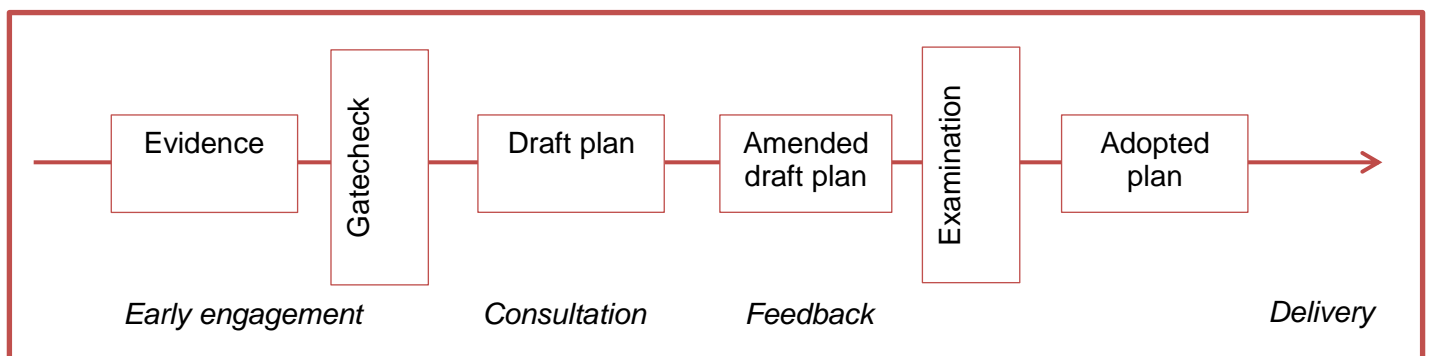 Evidence
Gatecheck
Draft plan
Amended
draft plan
Examination
Adopted
plan
Early engagement
Consultation
Feedback
Delivery